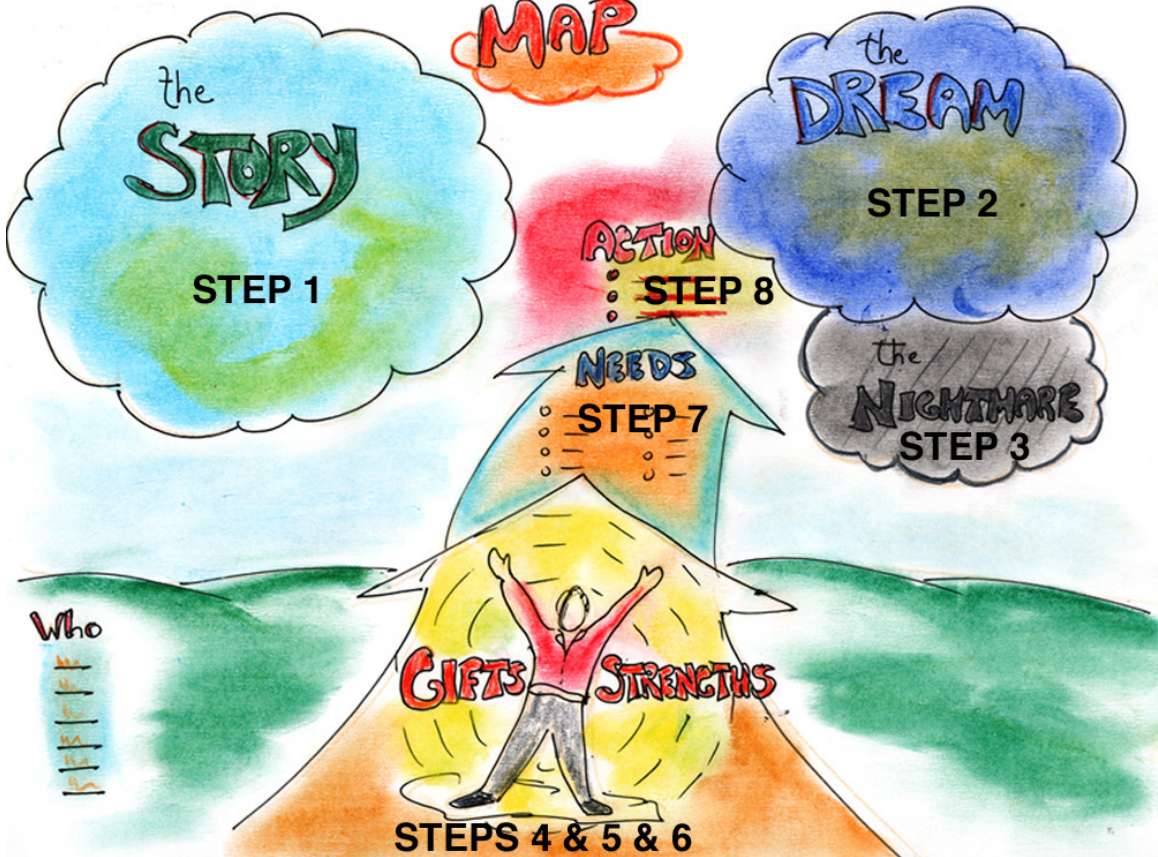 MAP
the
STORY
STEP 1
the
DREAM
STEP 2
ACTION
STEP 8
the
NIGHTMARE
STEP 3
NEEDS
STEP 7
Who
GIFTS STRENGTHS
STEPS 4 & 5 & 6